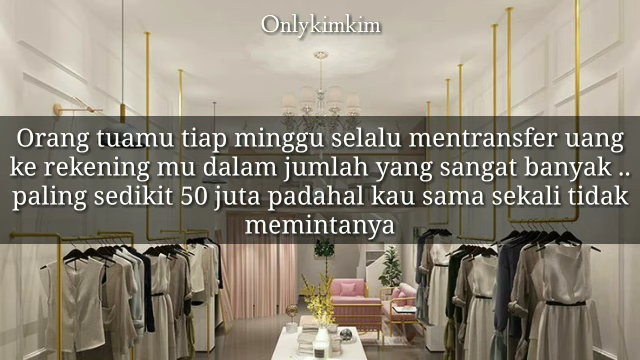 Onlykimkim
Orang tuamu tiap minggu selalu mentransfer uang
ke rekening mu dalam jumlah yang sangat banyak ..
paling sedikit 50 juta padahal kau sama sekali tidak
memintanya